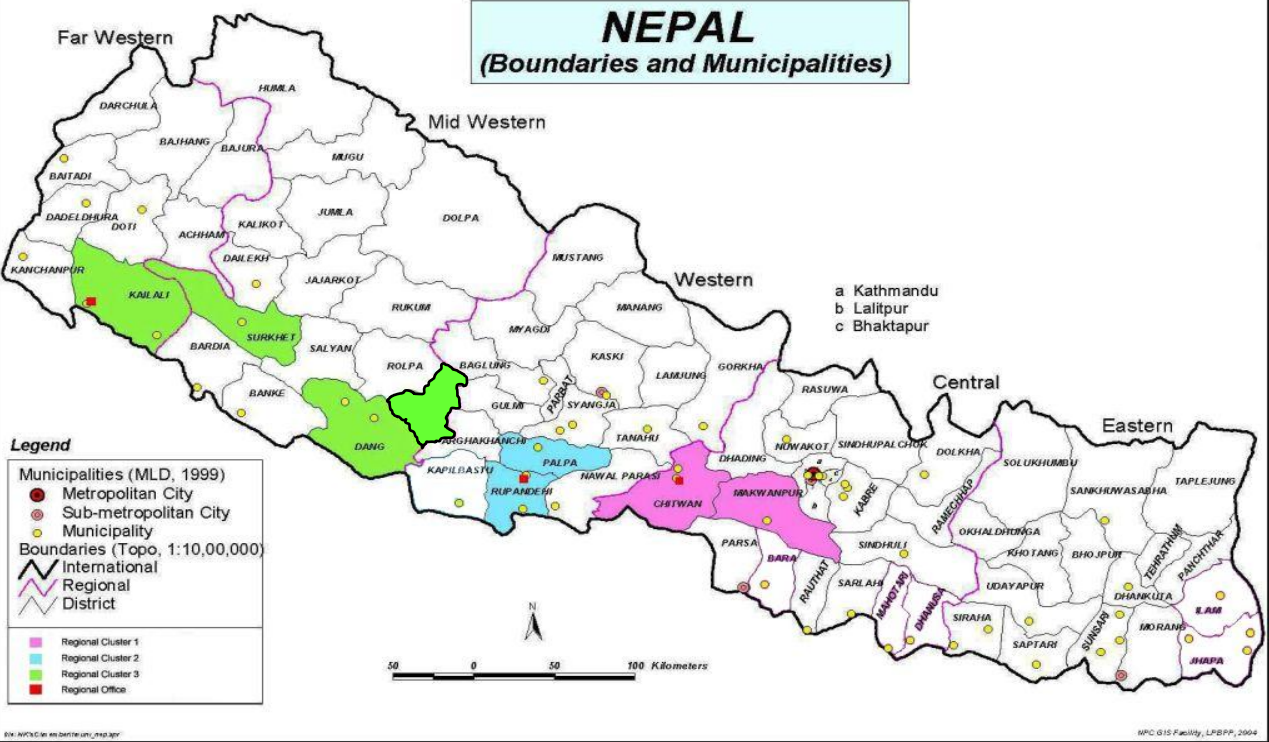 NEPAL
(Boundaries and Municipalities)
Far Western
HUMLA
DARCHULA
Mid Western
BAJHANG
BAJURA
MUGU
BAITADI
DADELDHURA
DOTI
ACHHAM
KALIKOT
JUMLA
DOLPA
KANCHANPUR
DAILEKH
MUSTANG
JAJARKOT
Western
KAILALI
RUKUM
MANANG
a Kathmandu
b Lalitpur
c Bhaktapur
MYAGDI
SURKHET
BARDIA
SALYAN
ROLPA
BAGLUNG
KASKI
LAMJUNG
GORKHA
PARBAT
RASUWA
Central
BANKE
GULMI
SYANGJA
Eastern
DANG
ARGHAKHANCHI
TANAHU
NUWAKOT
SINDHUPALCHOK
DOLKHA
SOLUKHUMBU
KAPILBASTU
PALPA
NAWAL PARASI
DHADING
a
c
b
SANKHUWASABHA
TAPLEJUNG
RUPANDEHI
CHITWAN
MAKWANPUR
KABRE
RAMECHHAP
OKHALDHUNGA
PARSA
BARA
SINDHULI
KHOTANG
BHOJPUR
TEHRATHUM
PANCHTHAR
RAUTHAT
SARLAHI
MAHOTARI
DHANUSA
UDAYAPUR
DHANKUTA
SIRAHA
SAPTARI
SUNSARI
MORANG
ILAM
JHAPA
Legend
Municipalities (MLD, 1999)
Metropolitan City
Sub-metropolitan City
Municipality
Boundaries (Topo, 1:10,00,000)
International
Regional
District
Regional Cluster 1
Regional Cluster 2
Regional Cluster 3
Regional Office
N
50 0 50 100 Kilometers
NPC GIS Facility, LPBPP, 2004